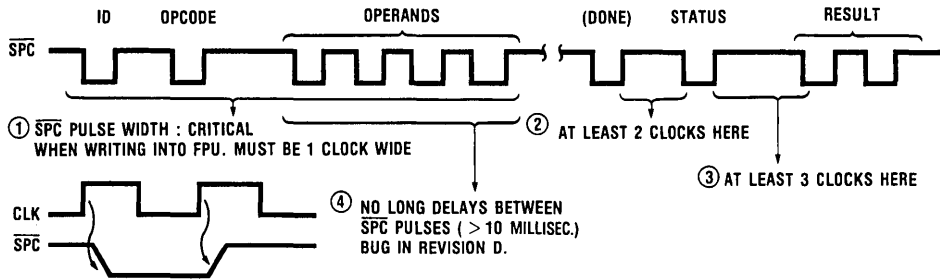 ID OPCODE OPERANDS (DONE) STATUS RESULT
SPC
① SPC PULSE WIDTH : CRITICAL
WHEN WRITING INTO FPU. MUST BE 1 CLOCK WIDE
② AT LEAST 2 CLOCKS HERE
③ AT LEAST 3 CLOCKS HERE
④ NO LONG DELAYS BETWEEN
SPC PULSES ( > 10 MILLISEC.)
BUG IN REVISION D.
CLK
SPC